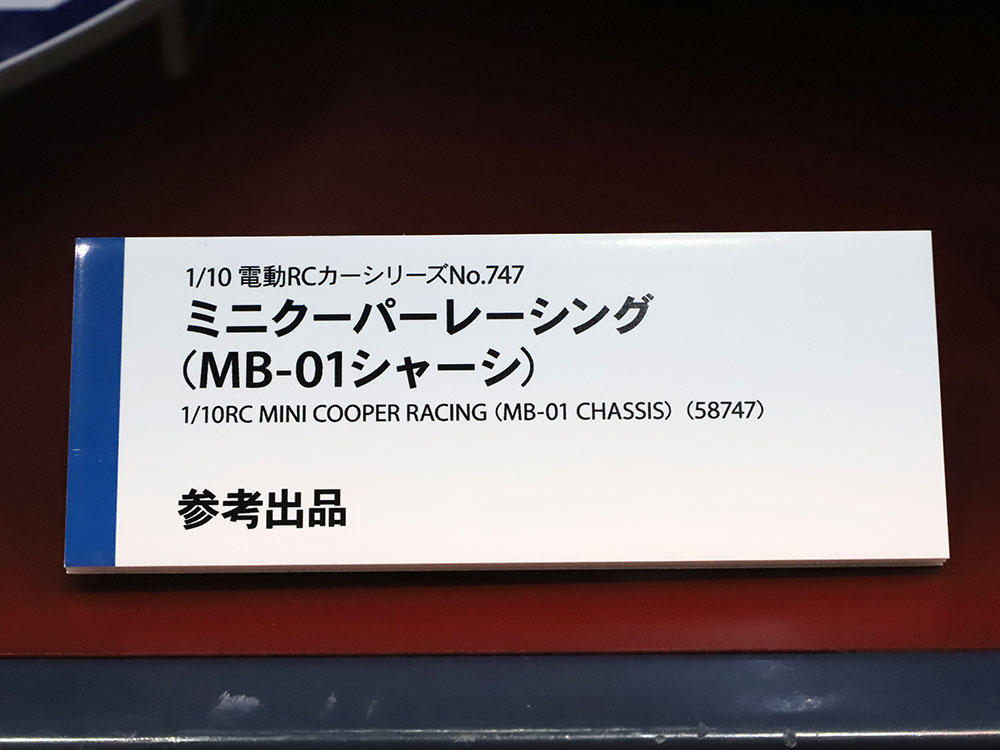 1/10 電動RCカーシリーズNo.747
ミニクーパーレーシング
(MB-01シャーシ)
1/10RC MINI COOPER RACING (MB-01 CHASSIS) (58747)
参考出品